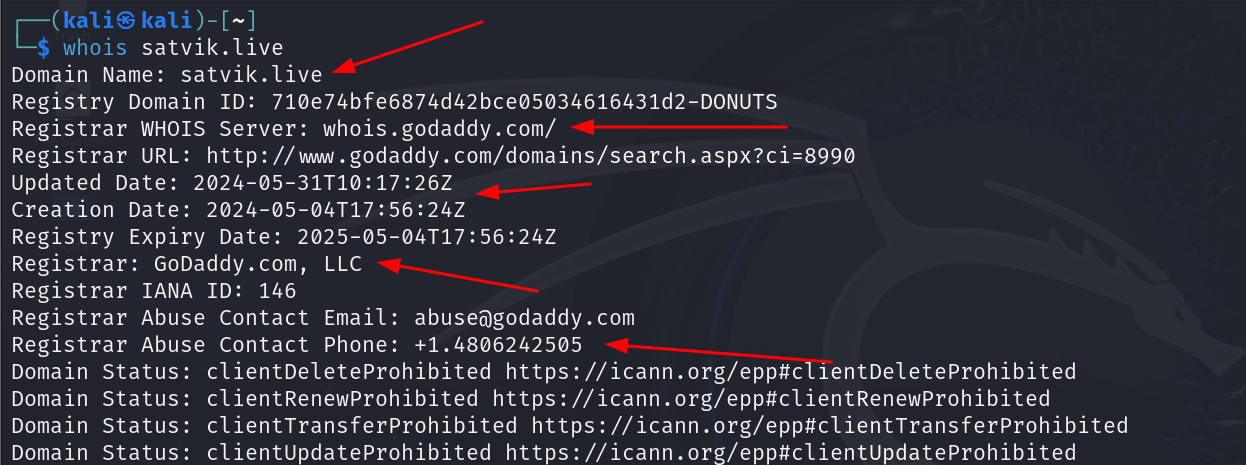 ┌──(kali㉿kali)-[~]
└─$ whois satvik.live
Domain Name: satvik.live
Registry Domain ID: 710e74bfe6874d42bce05034616431d2-DONUTS
Registrar WHOIS Server: whois.godaddy.com/
Registrar URL: http://www.godaddy.com/domains/search.aspx?ci=8990
Updated Date: 2024-05-31T10:17:26Z
Creation Date: 2024-05-04T17:56:24Z
Registry Expiry Date: 2025-05-04T17:56:24Z
Registrar: GoDaddy.com, LLC
Registrar IANA ID: 146
Registrar Abuse Contact Email: abuse@godaddy.com
Registrar Abuse Contact Phone: +1.4806242505
Domain Status: clientDeleteProhibited https://icann.org/epp#clientDeleteProhibited
Domain Status: clientRenewProhibited https://icann.org/epp#clientRenewProhibited
Domain Status: clientTransferProhibited https://icann.org/epp#clientTransferProhibited
Domain Status: clientUpdateProhibited https://icann.org/epp#clientUpdateProhibited